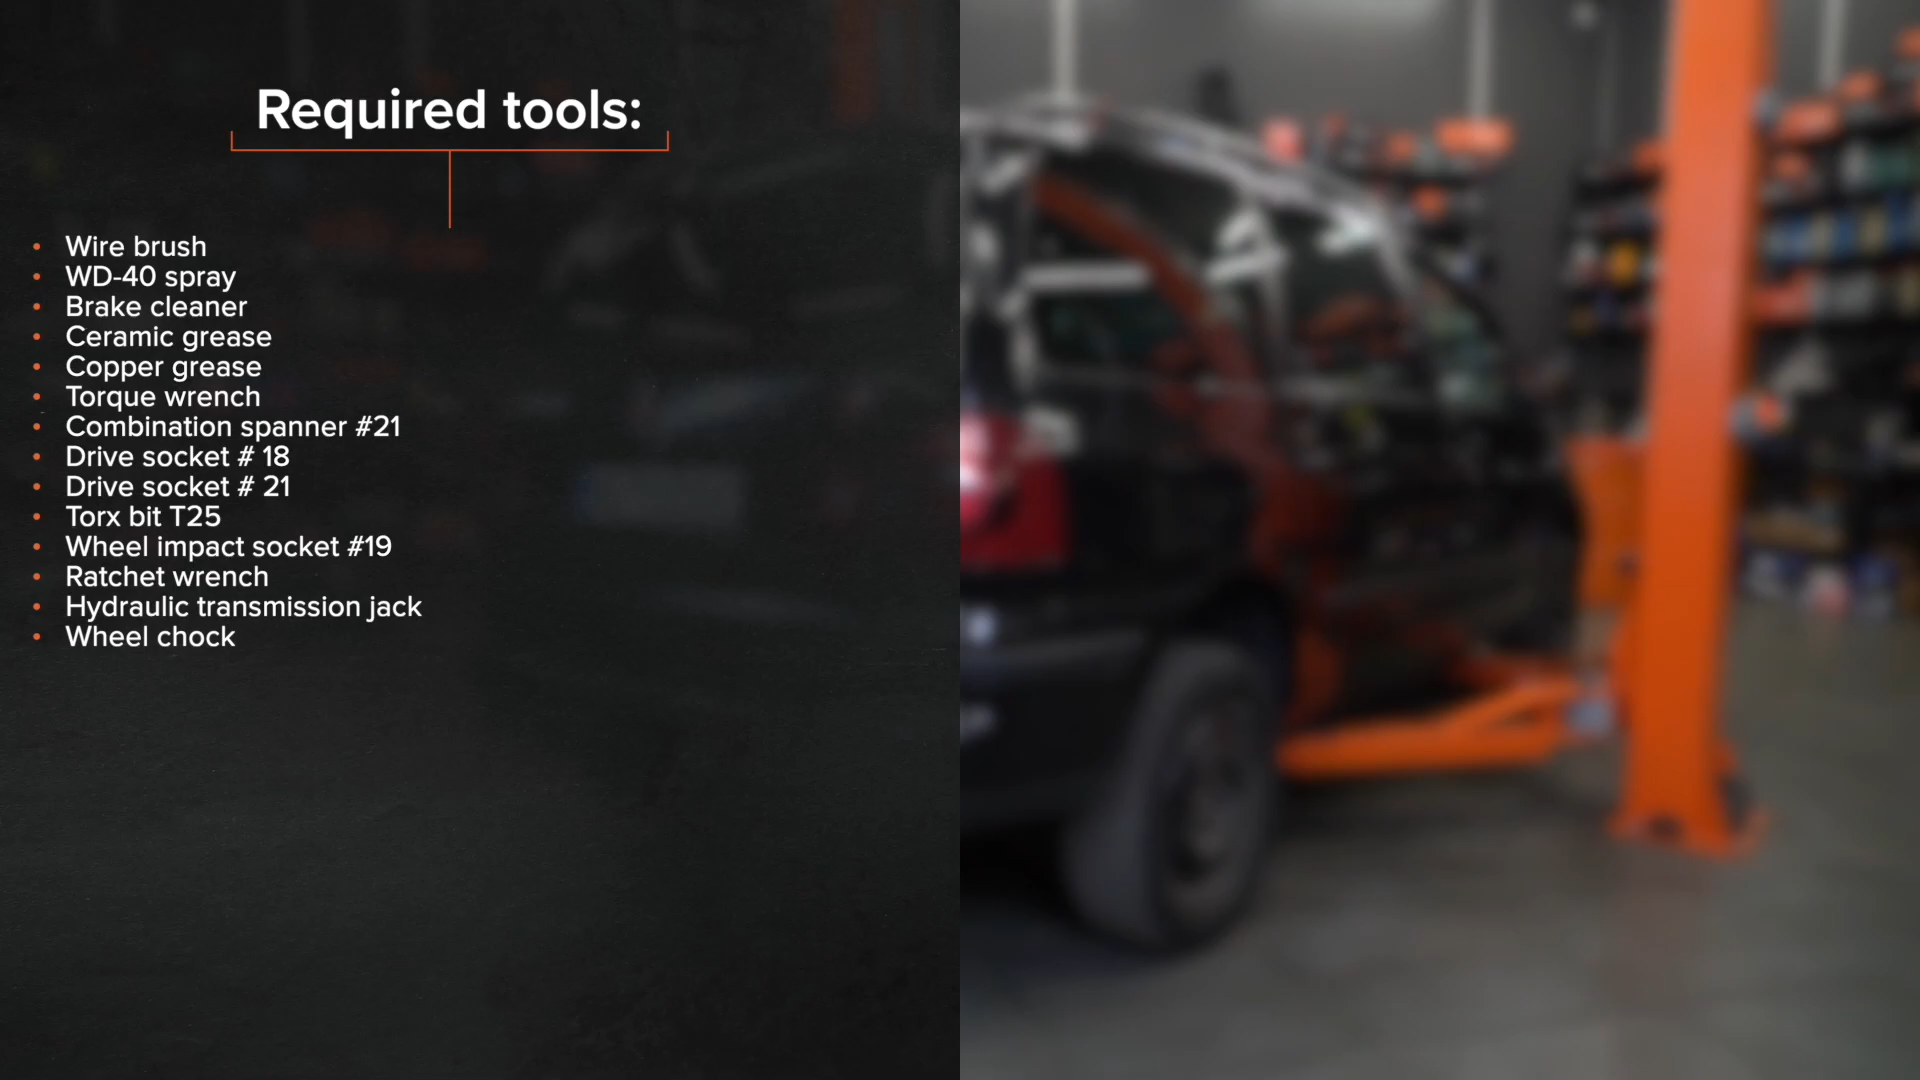 Required tools:
• Wire brush
• WD-40 spray
• Brake cleaner
• Ceramic grease
• Copper grease
• Torque wrench
• Combination spanner #21
• Drive socket # 18
• Drive socket # 21
• Torx bit T25
• Wheel impact socket #19
• Ratchet wrench
• Hydraulic transmission jack
• Wheel chock